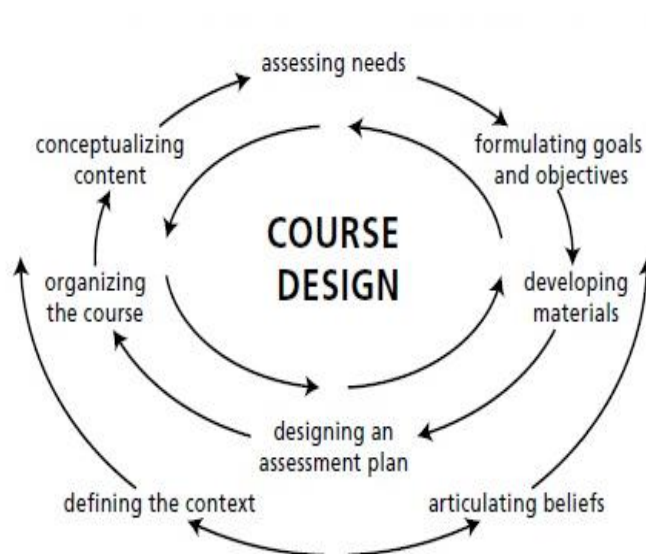 assessing needs
conceptualizing
content
formulating goals
and objectives
COURSE
DESIGN
organizing
the course
developing
materials
designing an
assessment plan
defining the context
articulating beliefs